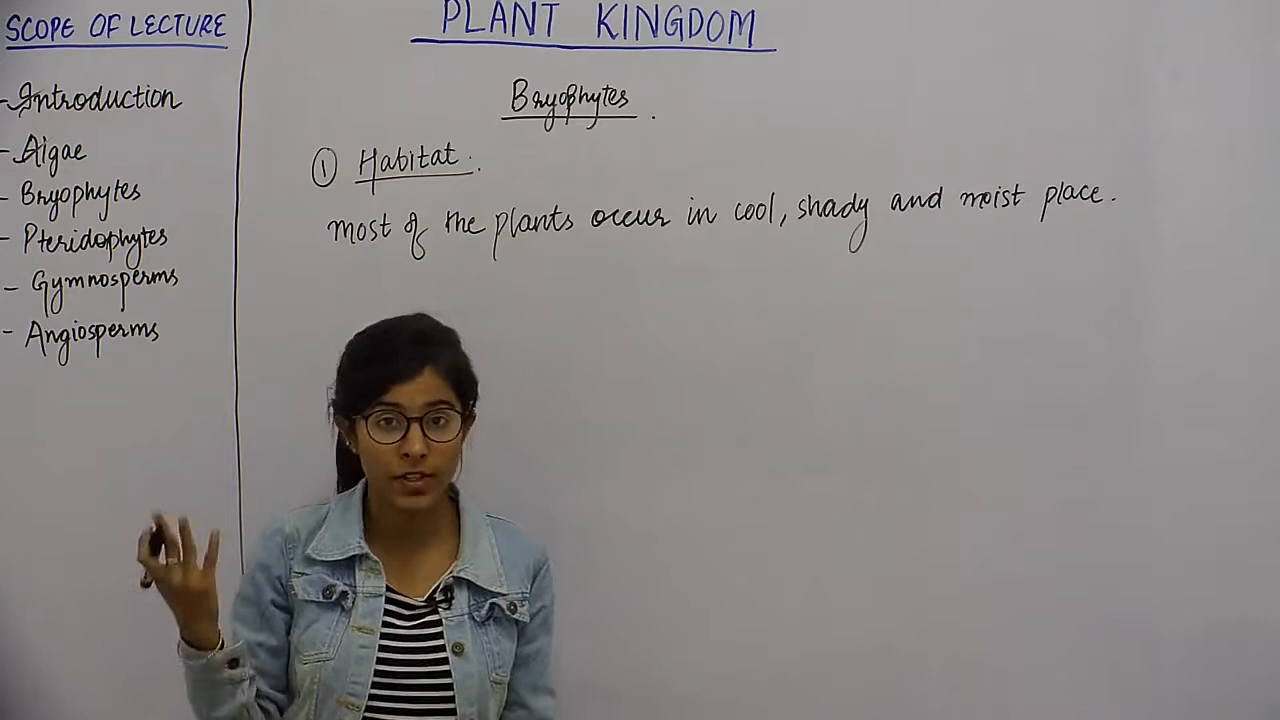 SCOPE OF LECTURE
- Introduction
- Algae
- Bryophytes
- Pteridophytes
- Gymnosperms
- Angiosperms
PLANT KINGDOM
Bryophytes.
① Habitat.
most of the plants occur in cool, shady and moist place.